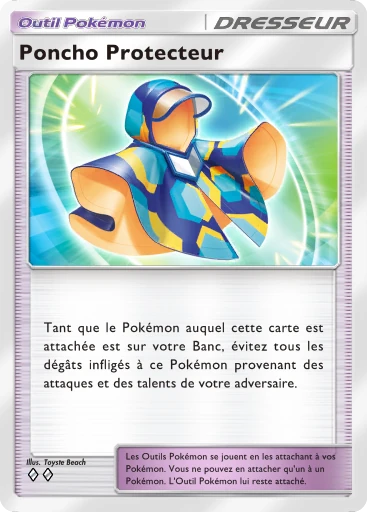 Outil Pokémon
DRESSEUR
Poncho Protecteur
Tant que le Pokémon auquel cette carte est
attachée est sur votre Banc, évitez tous les
dégâts infligés à ce Pokémon provenant des
attaques et des talents de votre adversaire.
Illus. Toyste Beach
Les Outils Pokémon se jouent en les attachant à vos
Pokémon. Vous ne pouvez en attacher qu'un à un
Pokémon. L'Outil Pokémon lui reste attaché.